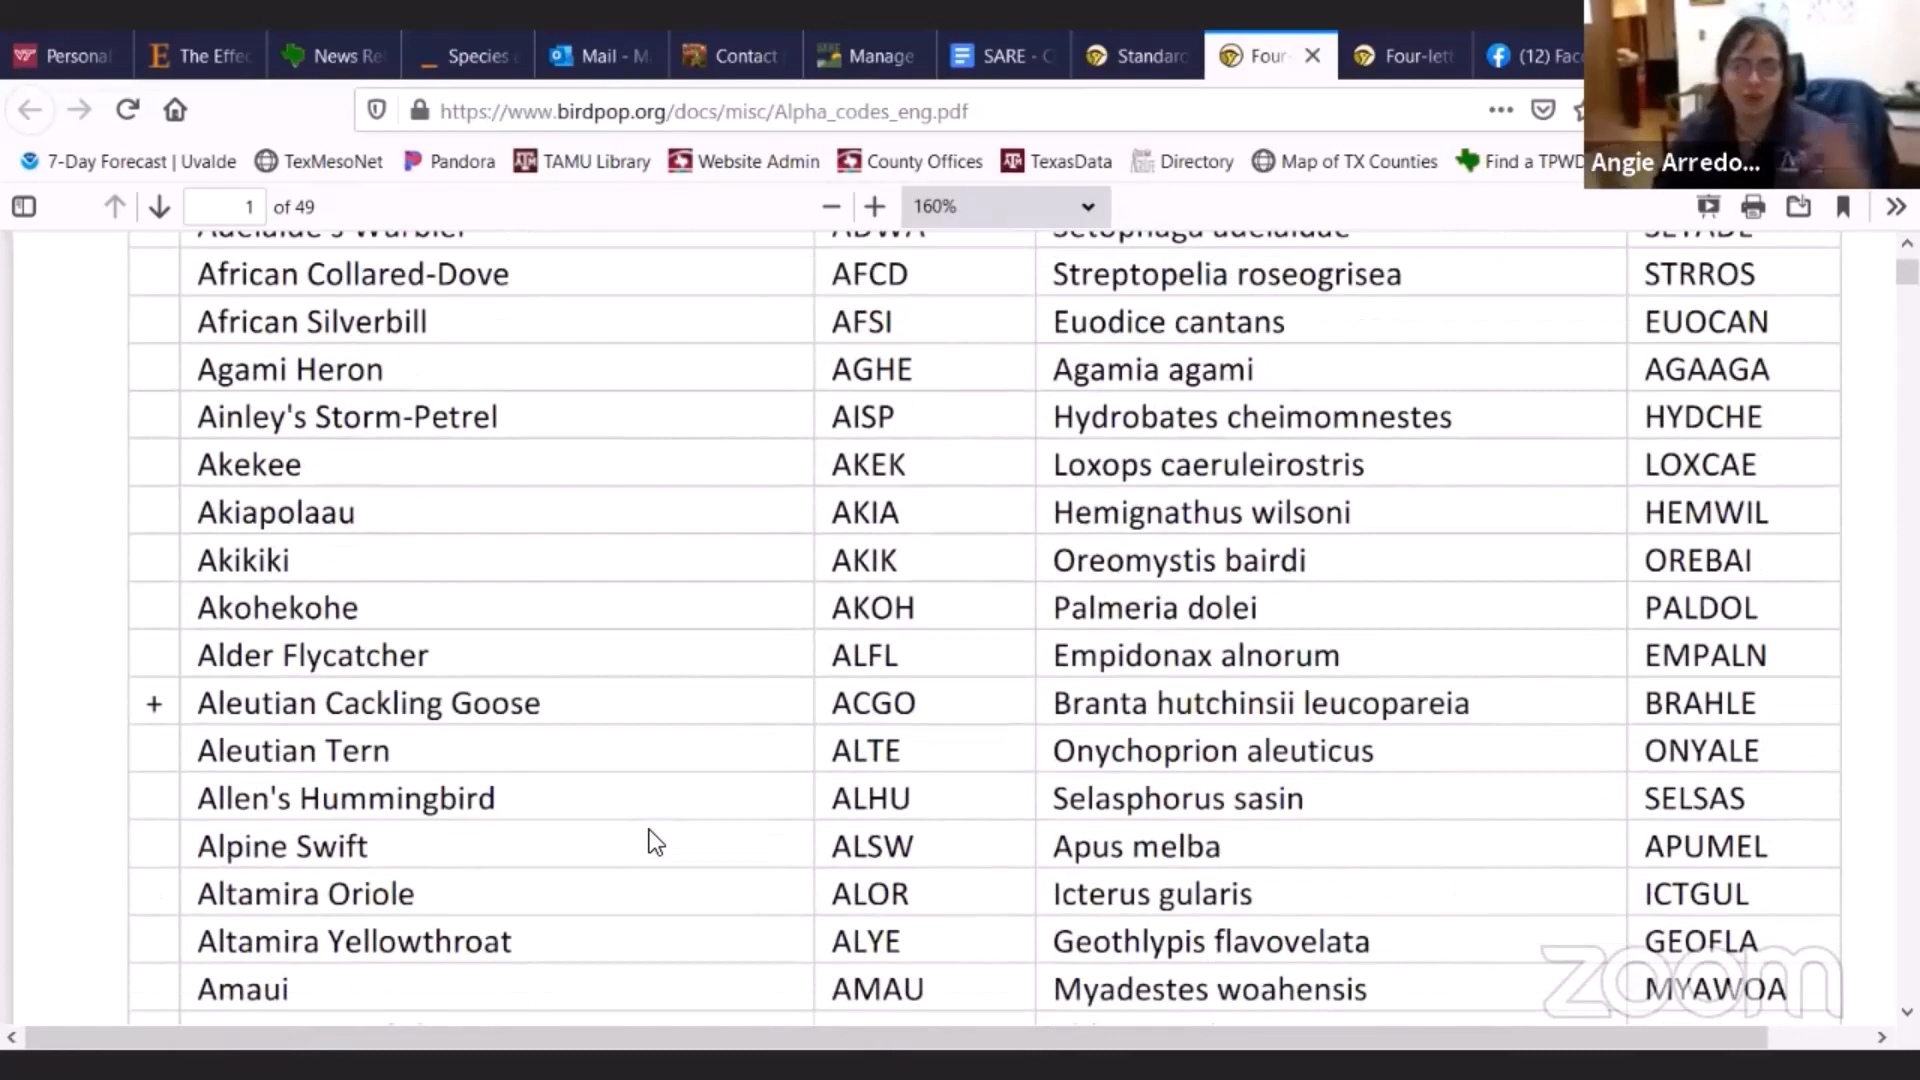 Personal The Effe News Re Species Mail - M Contact Manage SARE - C Standard Four- Four-lett (12) Fac
https://www.birdpop.org/docs/misc/Alpha_codes_eng.pdf
7-Day Forecast | Uvalde TexMesoNet Pandora TAMU Library Website Admin County Offices TexasData Directory Map of TX Counties Find a TPWD
Angie Arredo...
1 of 49 160%
Adelaide's Warbler ADWA Setophaga adelaidae SETADE
African Collared-Dove AFCD Streptopelia roseogrisea STRROS
African Silverbill AFSI Euodice cantans EUOCAN
Agami Heron AGHE Agamia agami AGAAGA
Ainley's Storm-Petrel AISP Hydrobates cheimomnestes HYDCHE
Akekee AKEK Loxops caeruleirostris LOXCAE
Akiapolaau AKIA Hemignathus wilsoni HEMWIL
Akikiki AKIK Oreomystis bairdi OREBAI
Akohekohe AKOH Palmeria dolei PALDOL
Alder Flycatcher ALFL Empidonax alnorum EMPALN
+ Aleutian Cackling Goose ACGO Branta hutchinsii leucopareia BRAHLE
Aleutian Tern ALTE Onychoprion aleuticus ONYALE
Allen's Hummingbird ALHU Selasphorus sasin SELSAS
Alpine Swift ALSW Apus melba APUMEL
Altamira Oriole ALOR Icterus gularis ICTGUL
Altamira Yellowthroat ALYE Geothlypis flavovelata GEOFLA
Amaui AMAU Myadestes woahensis MYAWOA
zoom